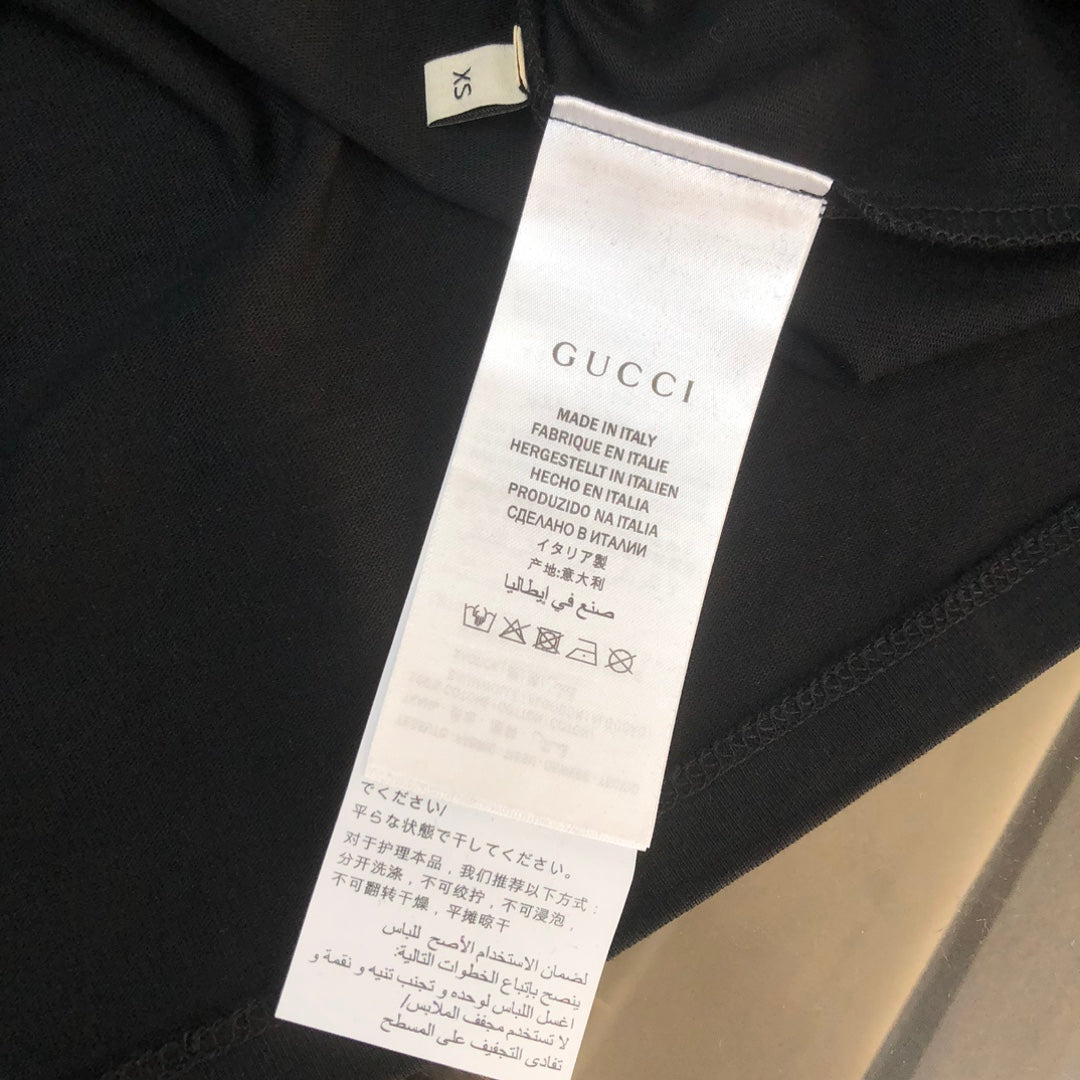 XS
GUCCI
MADE IN ITALY
FABRIQUE EN ITALIE
HERGESTELLT IN ITALIEN
HECHO EN ITALIA
PRODUZIDO NA ITALIA
СДЕЛАНО В ИТАЛИИ
イタリア製
产地:意大利
صنع في إيطاليا
でください/
平らな状態で干してください。
对于护理本品，我们推荐以下方式：
分开洗涤，不可绞拧，不可浸泡，
不可翻转干燥，平摊晾干
لضمان الاستخدام الأصح للباس
ينصح بإتباع الخطوات التالية:
اغسل اللباس لوحده و تجنب تنيه و نقمة و
لا تستخدم مجفف الملابس/
تفادى التجفيف على المسطح